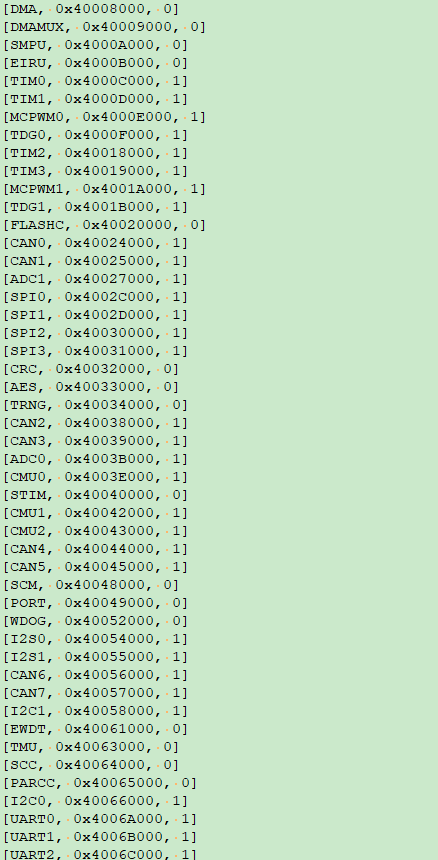 [DMA, 0x40008000, 0]
[DMAMUX, 0x40009000, 0]
[SMPU, 0x4000A000, 0]
[EIRU, 0x4000B000, 0]
[TIM0, 0x4000C000, 1]
[TIM1, 0x4000D000, 1]
[MCPWM0, 0x4000E000, 1]
[TDG0, 0x4000F000, 1]
[TIM2, 0x40018000, 1]
[TIM3, 0x40019000, 1]
[MCPWM1, 0x4001A000, 1]
[TDG1, 0x4001B000, 1]
[FLASHC, 0x40020000, 0]
[CAN0, 0x40024000, 1]
[CAN1, 0x40025000, 1]
[ADC1, 0x40027000, 1]
[SPI0, 0x4002C000, 1]
[SPI1, 0x4002D000, 1]
[SPI2, 0x40030000, 1]
[SPI3, 0x40031000, 1]
[CRC, 0x40032000, 0]
[AES, 0x40033000, 0]
[TRNG, 0x40034000, 0]
[CAN2, 0x40038000, 1]
[CAN3, 0x40039000, 1]
[ADC0, 0x4003B000, 1]
[CMU0, 0x4003E000, 1]
[STIM, 0x40040000, 0]
[CMU1, 0x40042000, 1]
[CMU2, 0x40043000, 1]
[CAN4, 0x40044000, 1]
[CAN5, 0x40045000, 1]
[SCM, 0x40048000, 0]
[PORT, 0x40049000, 0]
[WDOG, 0x40052000, 0]
[I2S0, 0x40054000, 1]
[I2S1, 0x40055000, 1]
[CAN6, 0x40056000, 1]
[CAN7, 0x40057000, 1]
[I2C1, 0x40058000, 1]
[EWDT, 0x40061000, 0]
[TMU, 0x40063000, 0]
[SCC, 0x40064000, 0]
[PARCC, 0x40065000, 0]
[I2C0, 0x40066000, 1]
[UART0, 0x4006A000, 1]
[UART1, 0x4006B000, 1]
[UART2, 0x4006C000, 1]